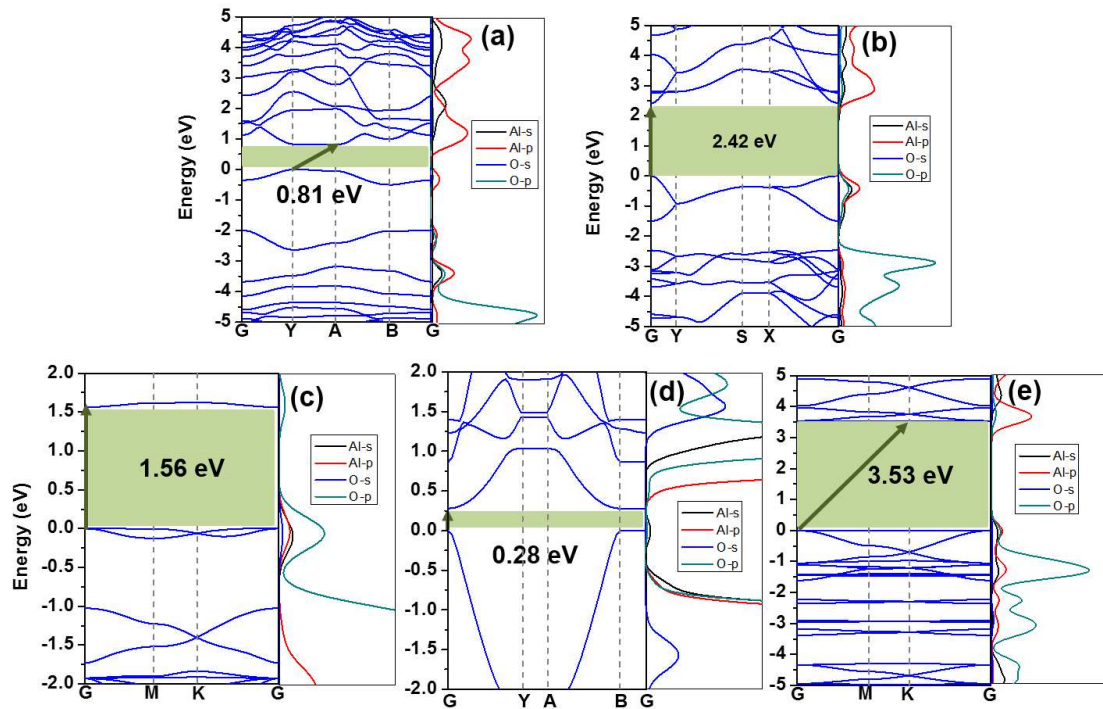 (a)
Energy (eV)
5
4
3
2
1
0
-1
-2
-3
-4
-5
0.81 eV
G Y A B G
Al-s
Al-p
O-s
O-p
(b)
Energy (eV)
5
4
3
2
1
0
-1
-2
-3
-4
-5
2.42 eV
G Y S X G
Al-s
Al-p
O-s
O-p
(c)
Energy (eV)
2.0
1.5
1.0
0.5
0.0
-0.5
-1.0
-1.5
-2.0
1.56 eV
G M K G
Al-s
Al-p
O-s
O-p
(d)
2.0
1.5
1.0
0.5
0.0
-0.5
-1.0
-1.5
-2.0
0.28 eV
G Y A B G
Al-s
Al-p
O-s
O-p
(e)
5
4
3
2
1
0
-1
-2
-3
-4
-5
3.53 eV
G M K G
Al-s
Al-p
O-s
O-p